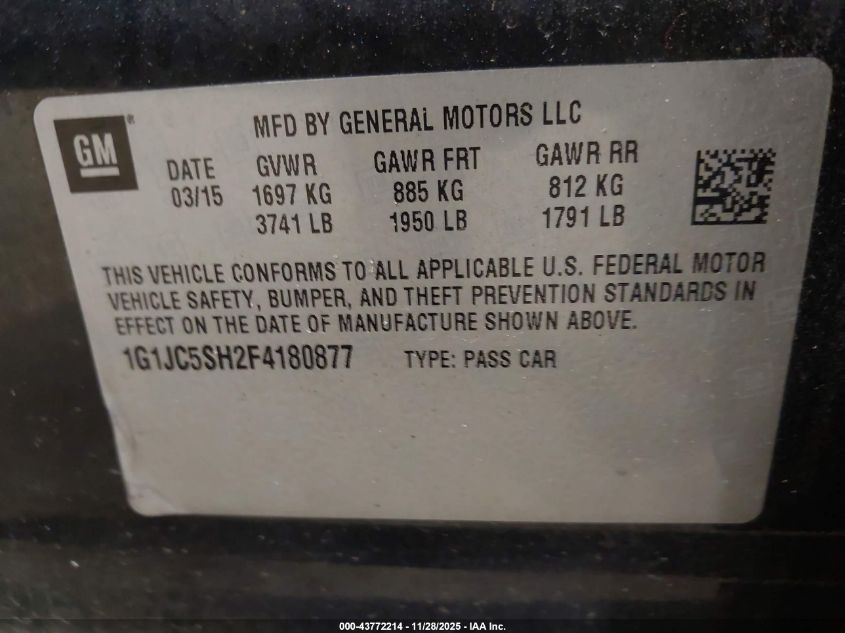 GM®
MFD BY GENERAL MOTORS LLC
DATE GVWR GAWR FRT GAWR RR
03/15 1697 KG 885 KG 812 KG
3741 LB 1950 LB 1791 LB
THIS VEHICLE CONFORMS TO ALL APPLICABLE U.S. FEDERAL MOTOR
VEHICLE SAFETY, BUMPER, AND THEFT PREVENTION STANDARDS IN
EFFECT ON THE DATE OF MANUFACTURE SHOWN ABOVE.
1G1JC5SH2F4180877 TYPE: PASS CAR
000-43772214 - 11/28/2025 - IAA Inc.